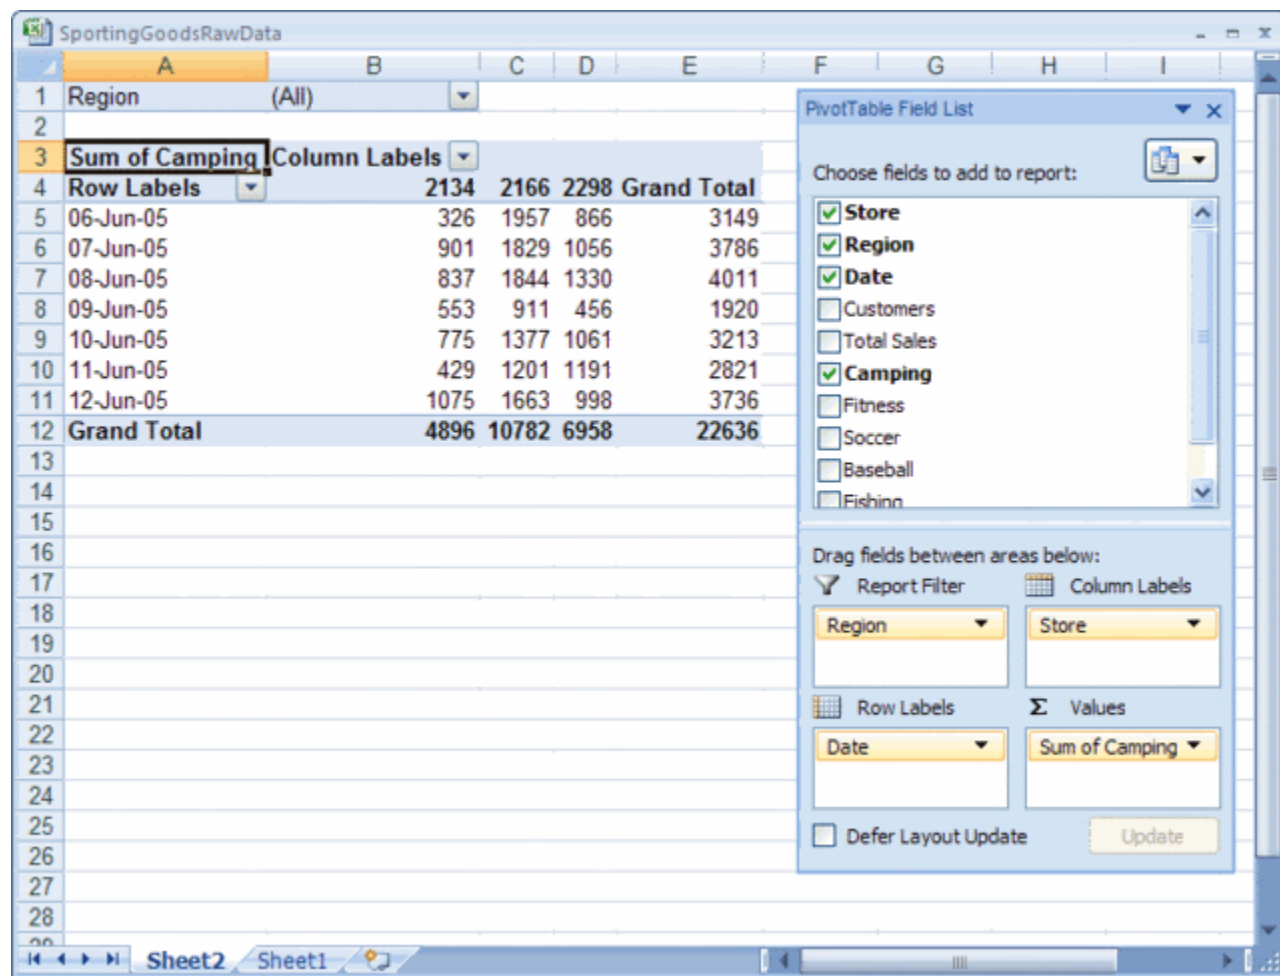 SportingGoodsRawData
A B C D E F G H I
1 Region (All)
2
3 Sum of Camping Column Labels
4 Row Labels 2134 2166 2298 Grand Total
5 06-Jun-05 326 1957 866 3149
6 07-Jun-05 901 1829 1056 3786
7 08-Jun-05 837 1844 1330 4011
8 09-Jun-05 553 911 456 1920
9 10-Jun-05 775 1377 1061 3213
10 11-Jun-05 429 1201 1191 2821
11 12-Jun-05 1075 1663 998 3736
12 Grand Total 4896 10782 6958 22636
13
14
15
16
17
18
19
20
21
22
23
24
25
26
27
28
29
PivotTable Field List
Choose fields to add to report:
Store
Region
Date
Customers
Total Sales
Camping
Fitness
Soccer
Baseball
Fishing
Drag fields between areas below:
Report Filter Column Labels
Region Store
Row Labels Σ Values
Date Sum of Camping
Defer Layout Update Update
Sheet2 Sheet1